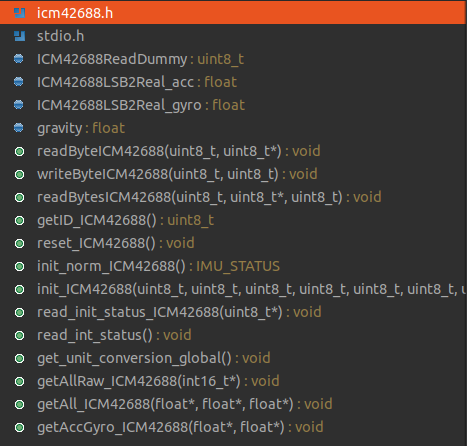 icm42688.h
stdio.h
ICM42688ReadDummy : uint8_t
ICM42688LSB2Real_acc : float
ICM42688LSB2Real_gyro : float
gravity : float
readByteICM42688(uint8_t, uint8_t*) : void
writeByteICM42688(uint8_t, uint8_t) : void
readBytesICM42688(uint8_t, uint8_t*, uint8_t) : void
getID_ICM42688() : uint8_t
reset_ICM42688() : void
init_norm_ICM42688() : IMU_STATUS
init_ICM42688(uint8_t, uint8_t, uint8_t, uint8_t, uint8_t, uint8_t, u
read_init_status_ICM42688(uint8_t*) : void
read_int_status() : void
get_unit_conversion_global() : void
getAllRaw_ICM42688(int16_t*) : void
getAll_ICM42688(float*, float*, float*) : void
getAccGyro_ICM42688(float*, float*) : void